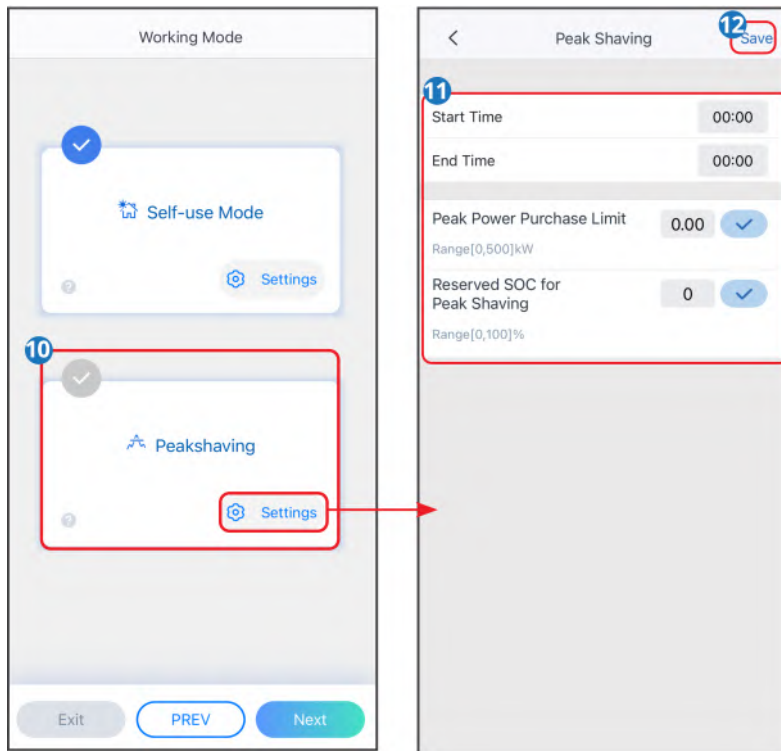 Working Mode
Self-use Mode
Settings
?
10
Peakshaving
Settings
?
Exit
PREV
Next
Peak Shaving
12
Save
11
Start Time
00:00
End Time
00:00
Peak Power Purchase Limit
0.00
Range[0,500]kW
Reserved SOC for
Peak Shaving
0
Range[0,100]%